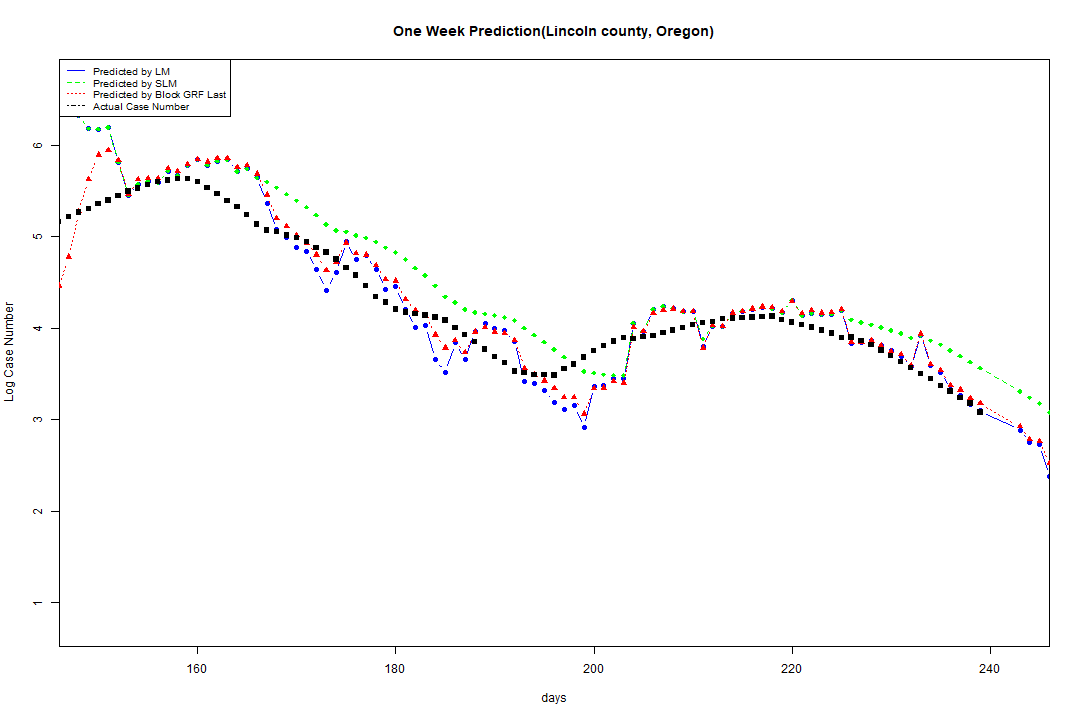 One Week Prediction(Lincoln county, Oregon)
Predicted by LM
Predicted by SLM
Predicted by Block GRF Last
Actual Case Number
6
5
4
3
2
1
Log Case Number
160 180 200 220 240
days